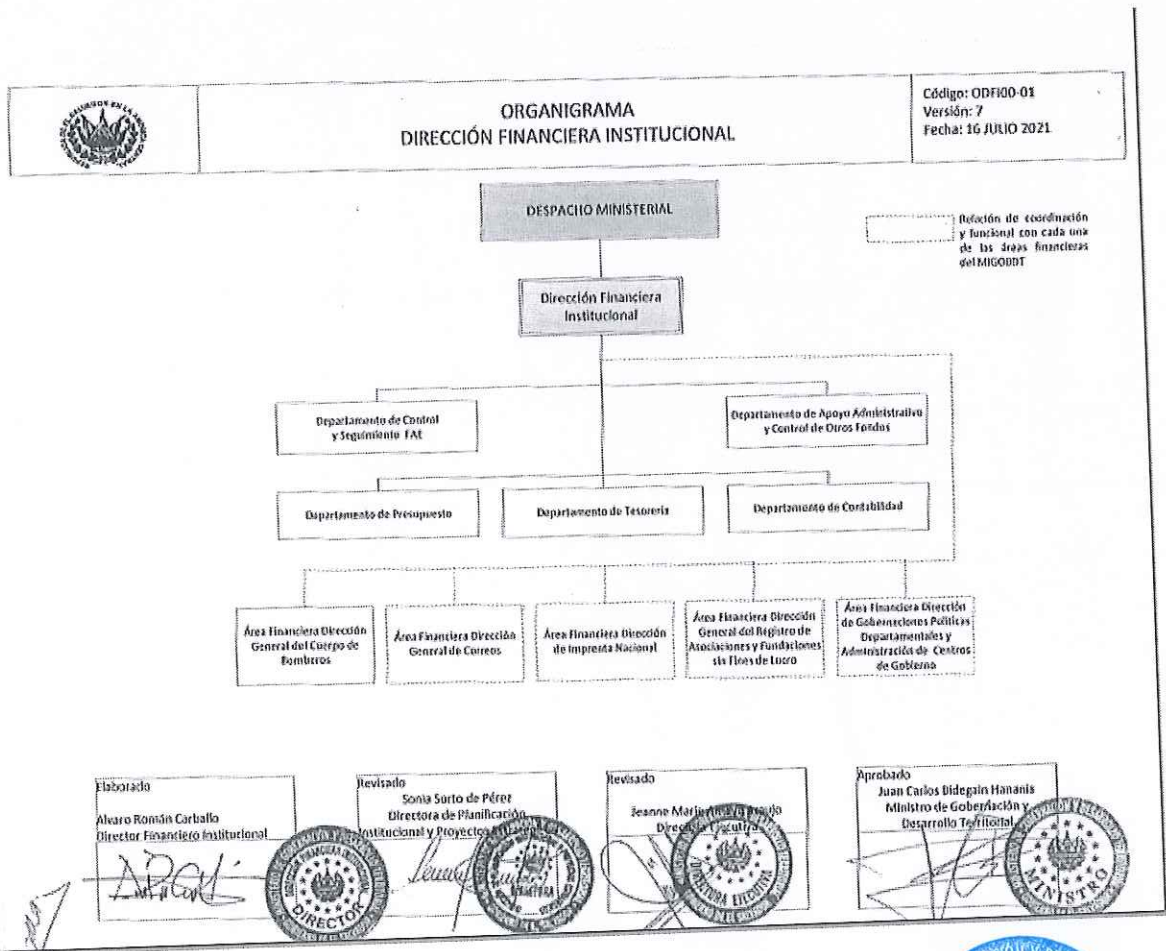 ORGANIGRAMA
DIRECCIÓN FINANCIERA INSTITUCIONAL
Código: ODFI00-01
Versión: 7
Fecha: 16 JULIO 2021
DESPACHO MINISTERIAL
Relación de coordinación
y funcional con cada una
de las áreas financieras
del MIGOBDT
Dirección Financiera
Institucional
Departamento de Control
y Seguimiento FAE
Departamento de Apoyo Administrativo
y Control de Otros Fondos
Departamento de Presupuesto
Departamento de Tesorería
Departamento de Contabilidad
Área Financiera Dirección
General del Cuerpo de
Bomberos
Área Financiera Dirección
General de Correos
Área Financiera Dirección
de Imprenta Nacional
Área Financiera Dirección
General del Registro de
Asociaciones y Fundaciones
sin Fines de Lucro
Área Financiera Dirección
de Gobernaciones Políticas
Departamentales y
Administración de Centros
de Gobierno
Elaborado
Alvaro Román Carballo
Director Financiero Institucional
DIRECTOR
Revisado
Sonia Surto de Pérez
Directora de Planificación
Institucional y Proyectos
Revisado
Jeanne
DIRECTORA EJECUTIVA
Aprobado
Juan Carlos Bidegain Hananía
Ministro de Gobernación y
Desarrollo Territorial
MINISTRO